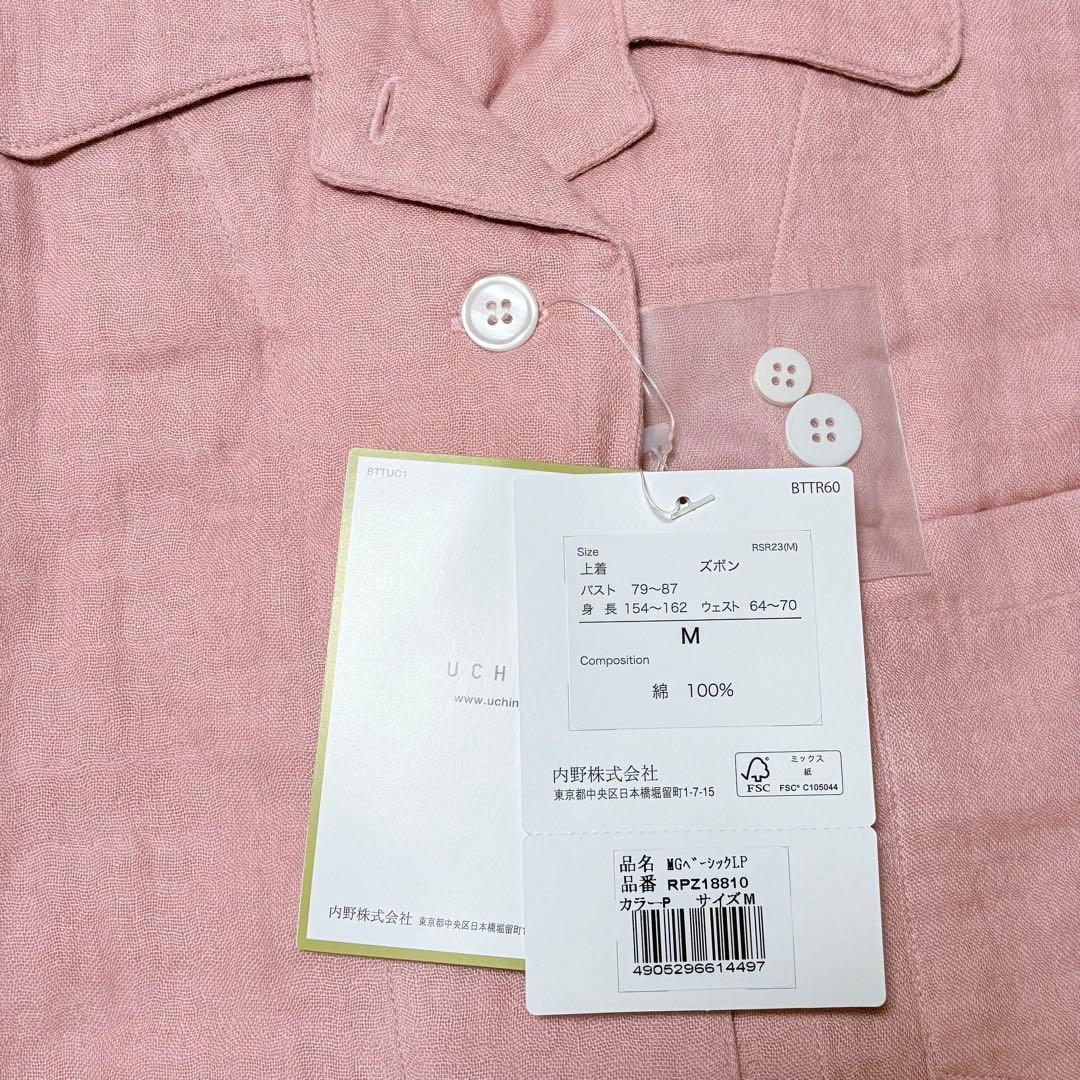 BTTUC1
UCH
www.uchin
内野株式会社 東京都中央区日本橋堀留町1
BTTR60
Size RSR23(M)
上着 ズボン
バスト 79～87
身 長 154～162 ウェスト 64～70
M
Composition
綿 100%
内野株式会社
東京都中央区日本橋堀留町1-7-15
FSC
ミックス
紙
FSC® C105044
品名 MGベーシックLP
品番 RPZ18810
カラーP サイズM
4905296614497